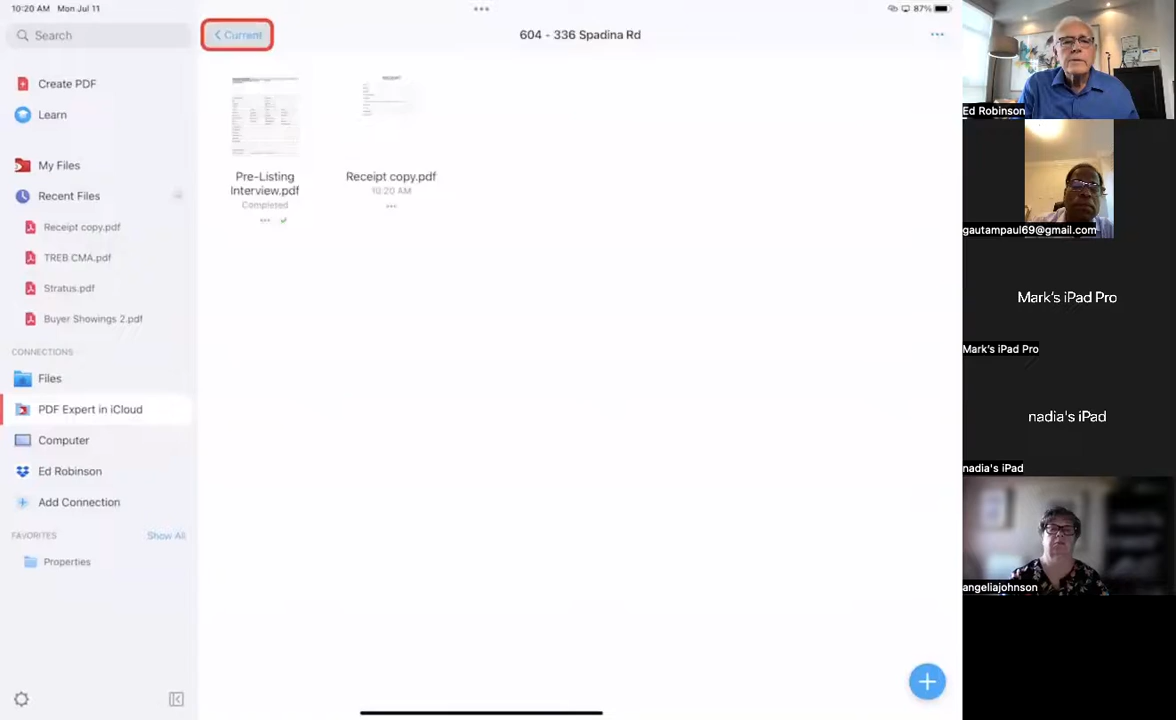 10:20 AM Mon Jul 11
87%
Search
Current
604 - 336 Spadina Rd
Create PDF
Learn
My Files
Recent Files
Receipt copy.pdf
TREB CMA.pdf
Stratus.pdf
Buyer Showings 2.pdf
CONNECTIONS
Files
PDF Expert in iCloud
Computer
Ed Robinson
Add Connection
FAVORITES
Show All
Properties
Pre-Listing
Interview.pdf
Completed
Receipt copy.pdf
10:20 AM
Ed Robinson
gautampaul69@gmail.com
Mark's iPad Pro
Mark's iPad Pro
nadia's iPad
nadia's iPad
angeliajohnson